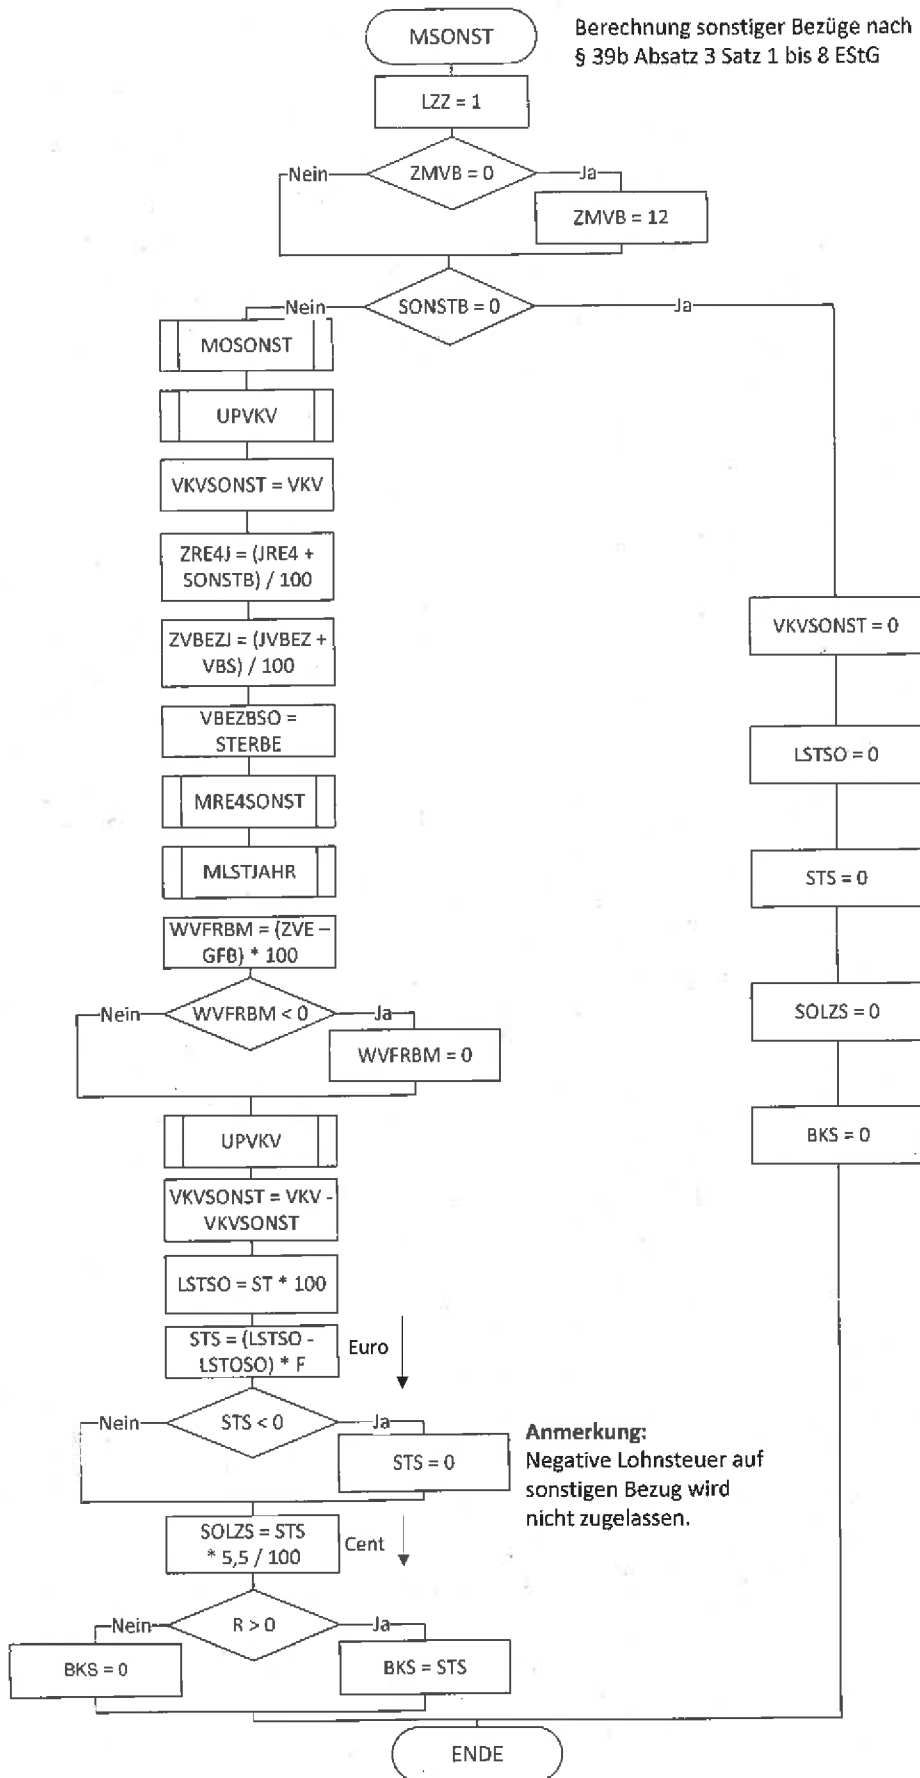 MSONST
Berechnung sonstiger Bezüge nach
§ 39b Absatz 3 Satz 1 bis 8 EStG
LZZ = 1
Nein
ZMVB = 0
Ja
ZMVB = 12
Nein
SONSTB = 0
Ja
MOSONST
UPVKV
VKVSONST = VKV
ZRE4J = (JRE4 +
SONSTB) / 100
ZVBEZJ = (JVBEZ +
VBS) / 100
VBEZBSO =
STERBE
MRE4SONST
MLSTJAHR
WVFRBM = (ZVE –
GFB) * 100
Nein
WVFRBM < 0
Ja
WVFRBM = 0
UPVKV
VKVSONST = VKV -
VKVSONST
LSTSO = ST * 100
STS = (LSTSO -
LSTOSO) * F
Euro
Nein
STS < 0
Ja
STS = 0
Anmerkung:
Negative Lohnsteuer auf
sonstigen Bezug wird
nicht zugelassen.
SOLZS = STS
* 5,5 / 100
Cent
Nein
R > 0
Ja
BKS = 0
BKS = STS
VKVSONST = 0
LSTSO = 0
STS = 0
SOLZS = 0
BKS = 0
ENDE